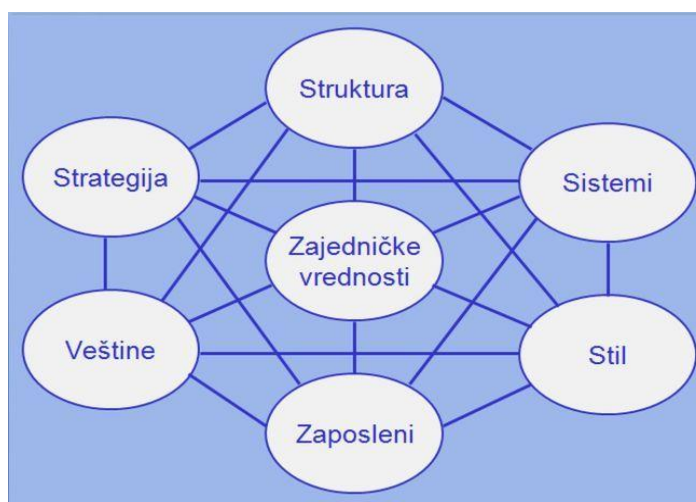 Struktura
Strategija
Sistemi
Zajedničke
vrednosti
Veštine
Stil
Zaposleni